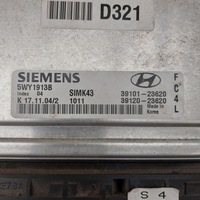 D321
SIEMENS
5WY1913B
Index 04 SIMK43 39101-23620
K 17.11.04/2 1011 39120-23620
Made in Korea
FC4L
S 4